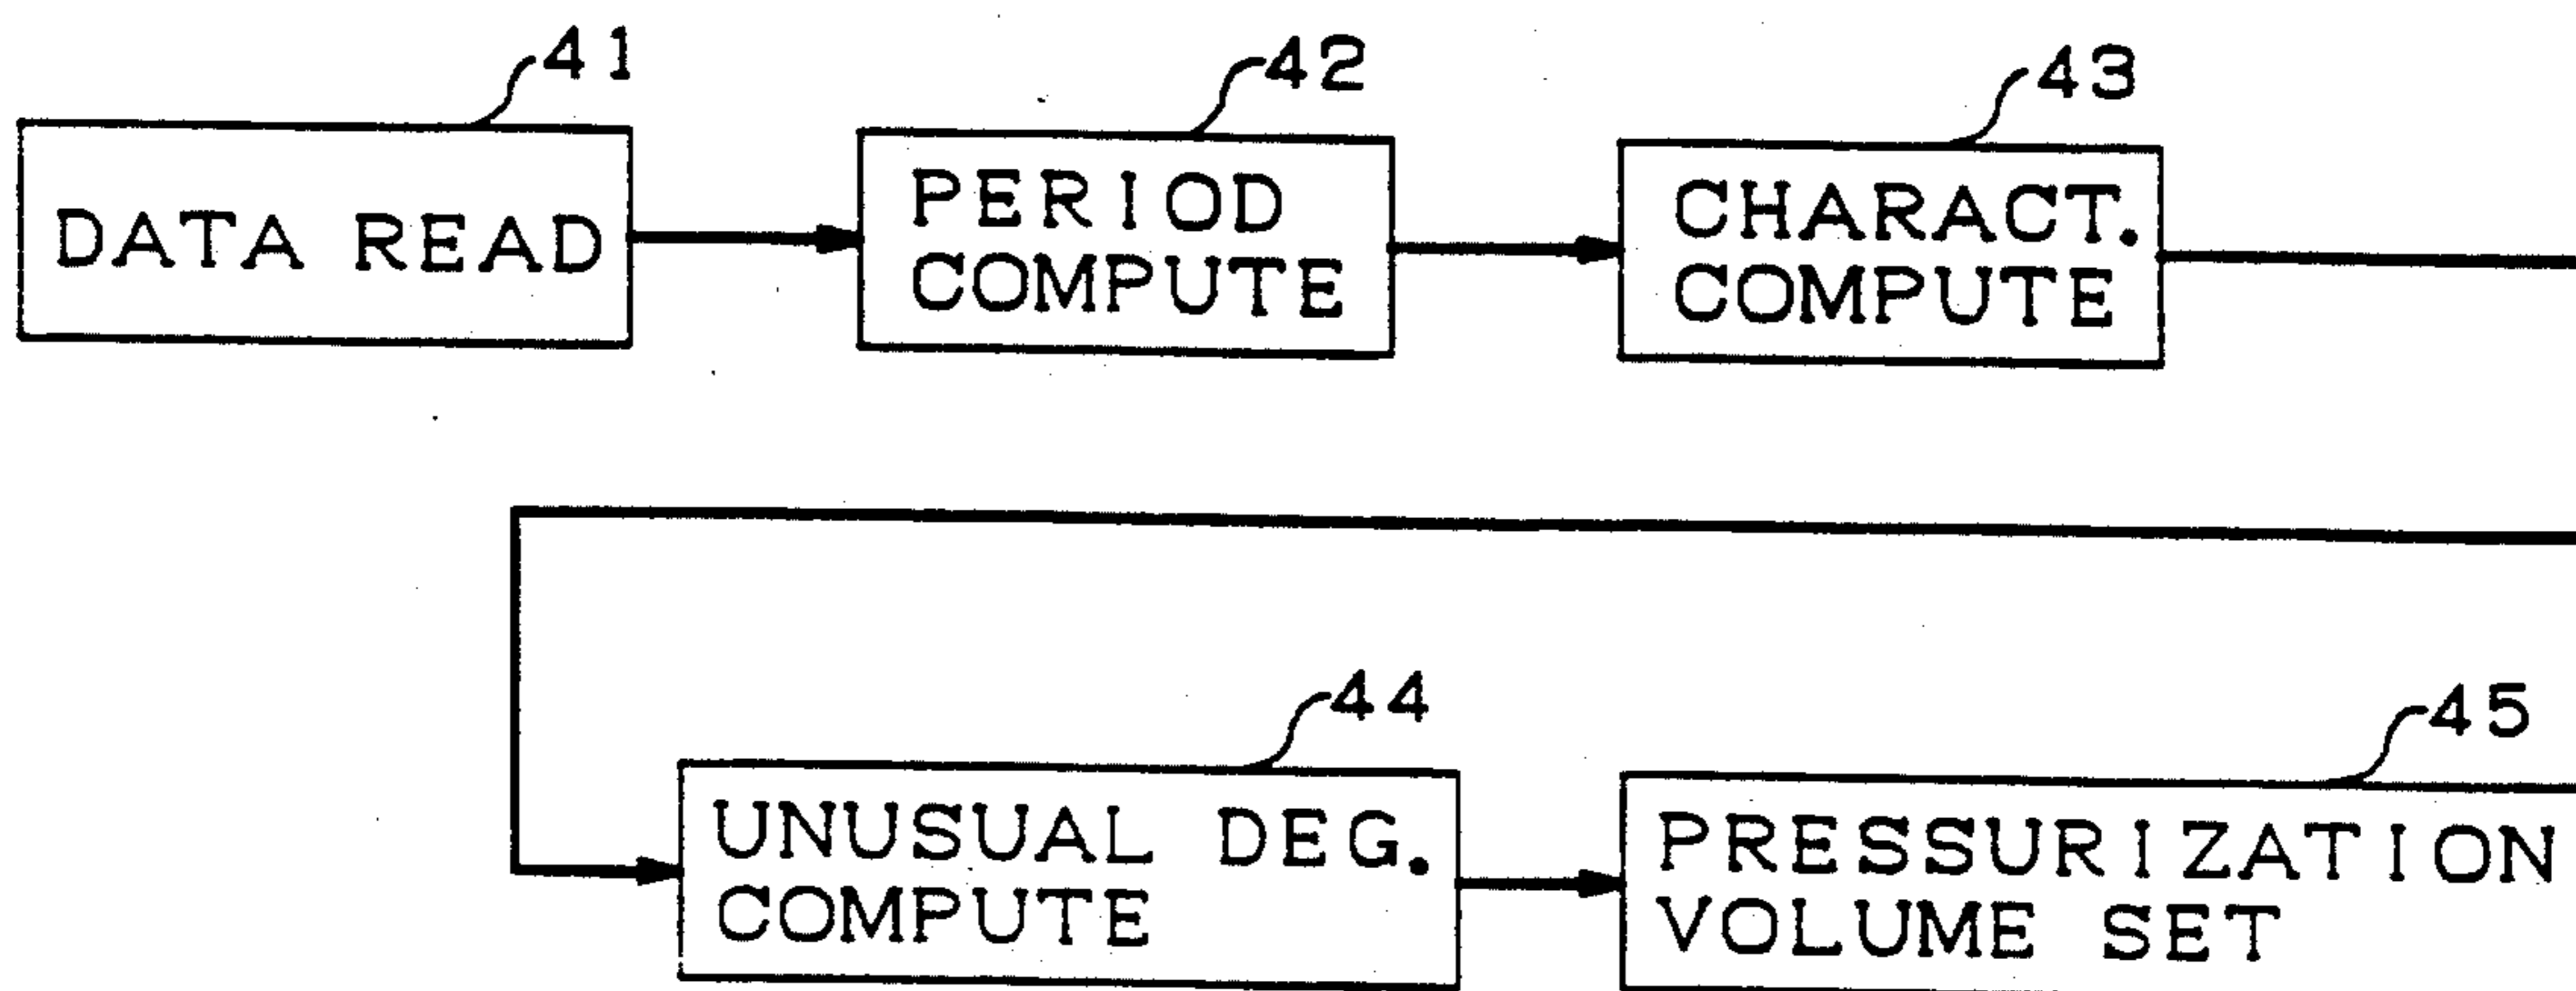 41
42
43
DATA READ
PERIOD
COMPUTE
CHARACT.
COMPUTE
44
45
UNUSUAL DEG.
COMPUTE
PRESSURIZATION
VOLUME SET